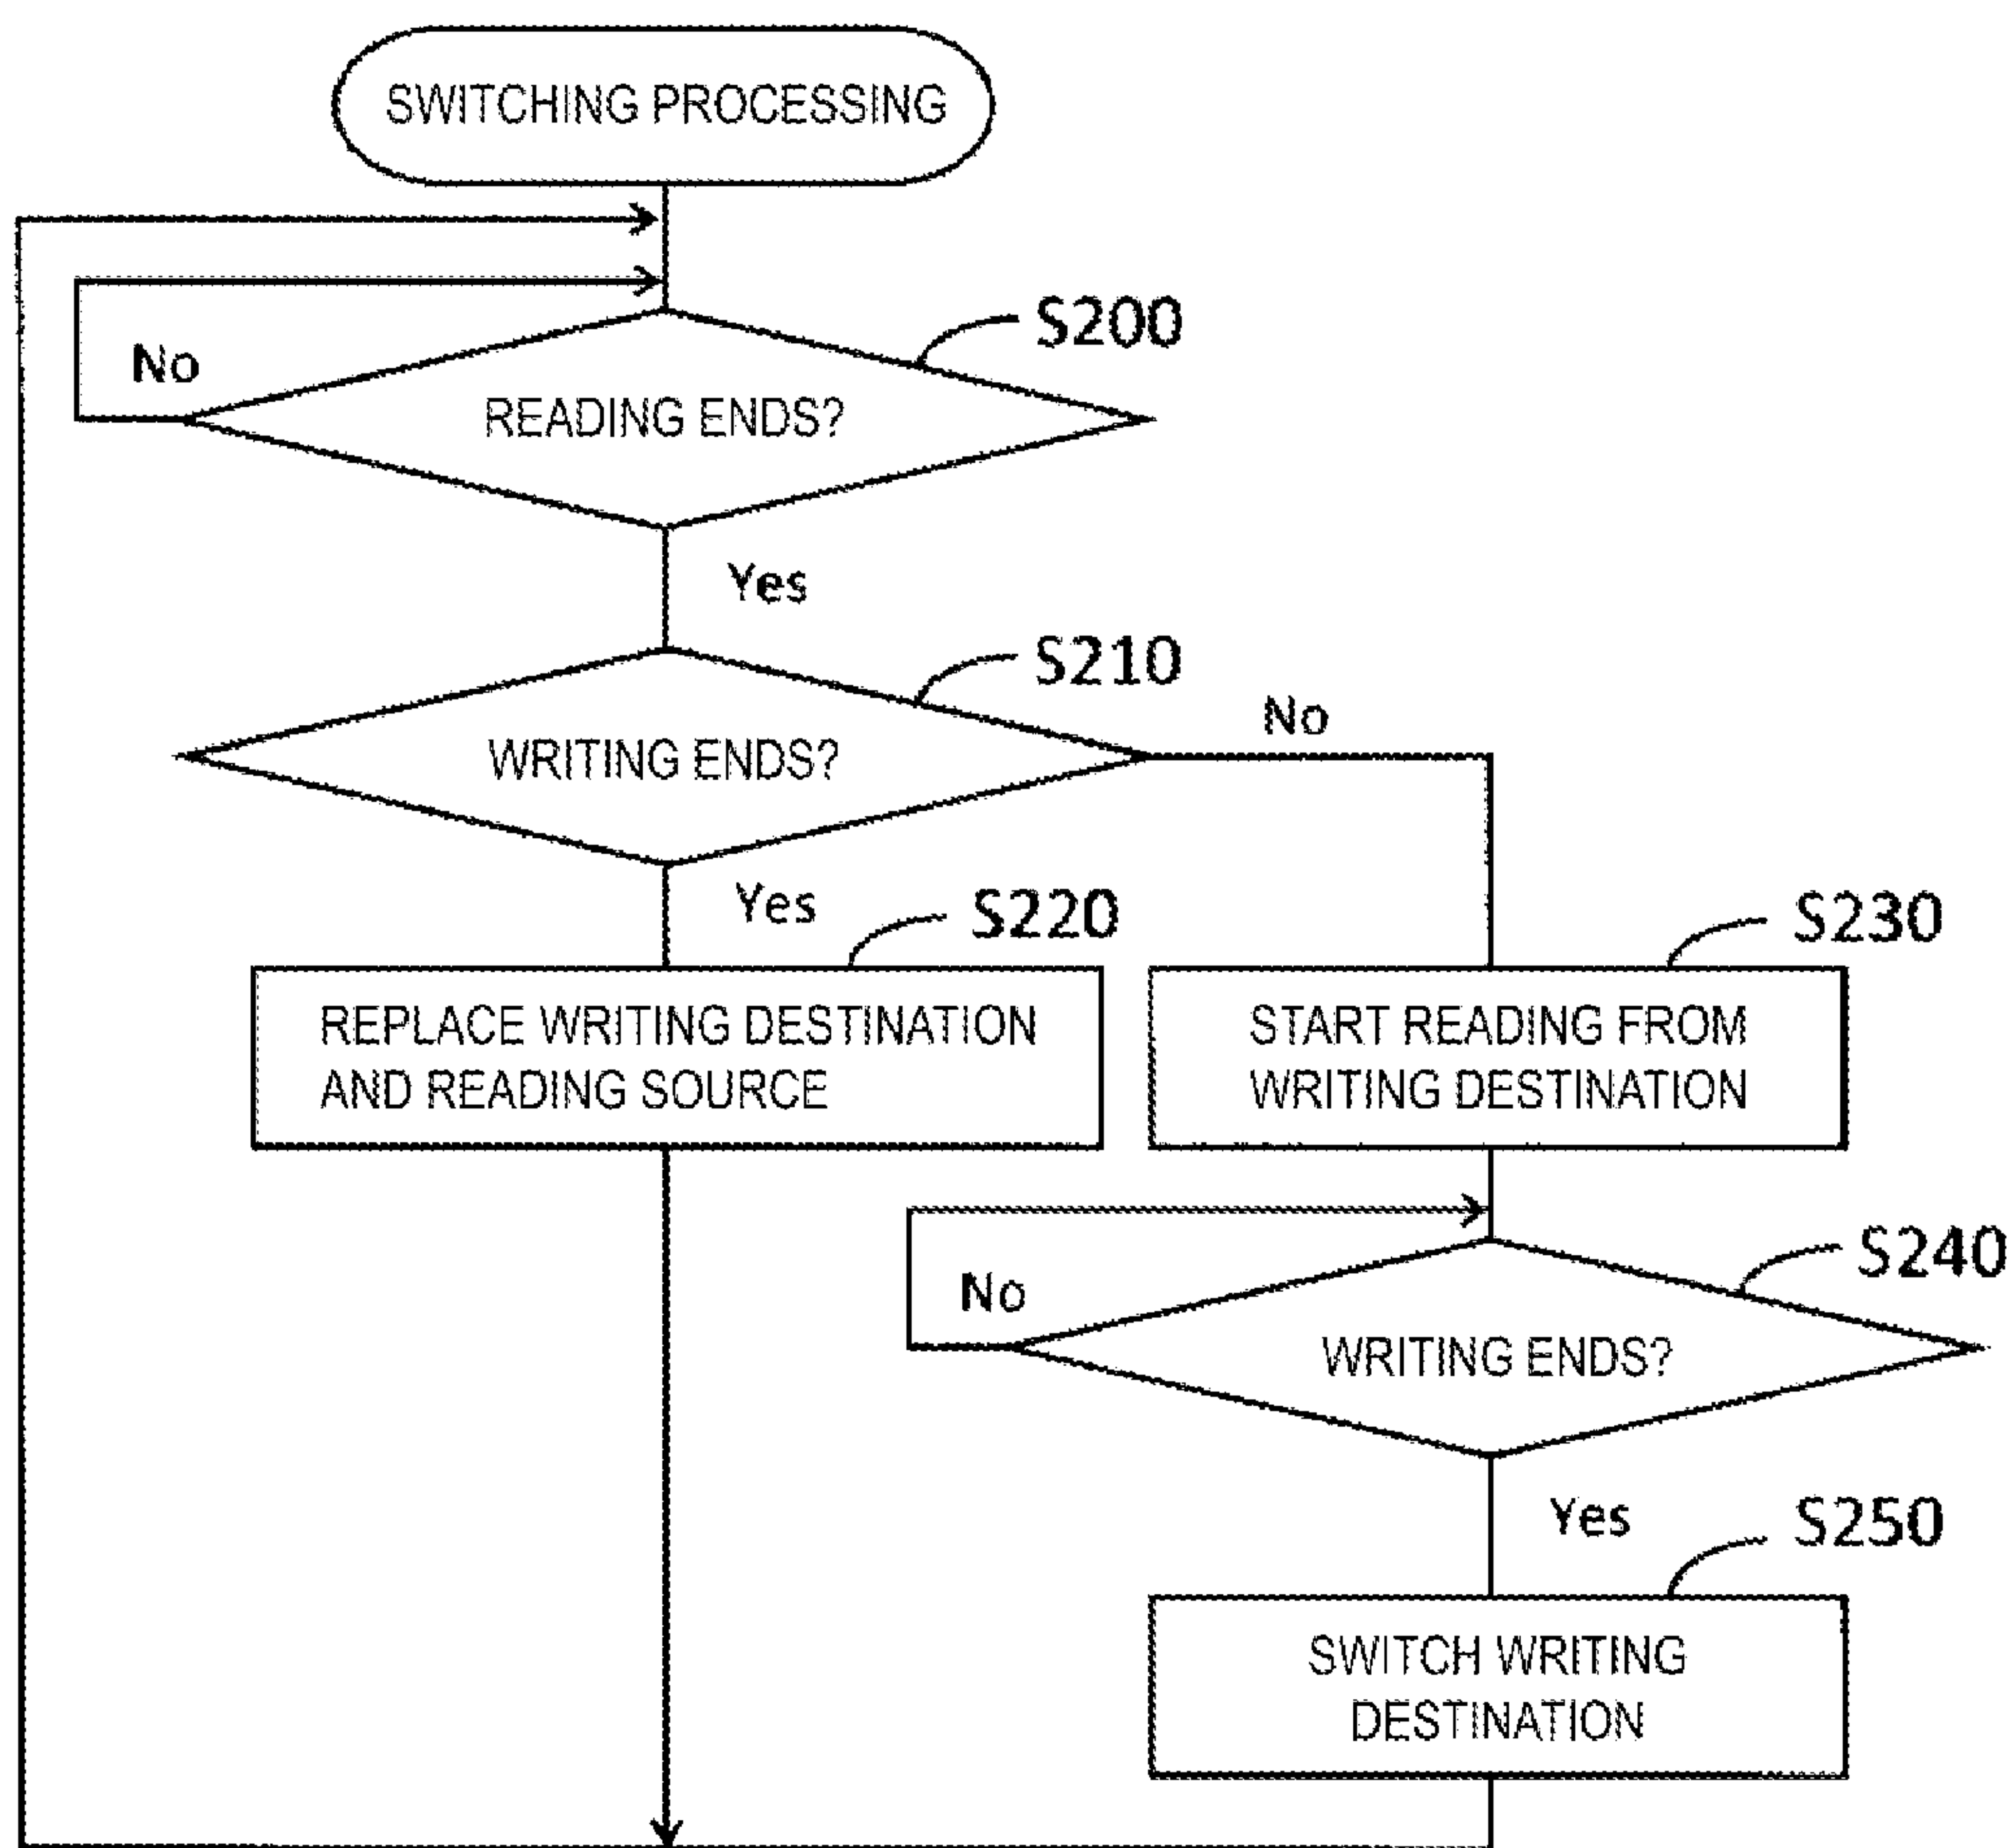 SWITCHING PROCESSING
S200
No
READING ENDS?
Yes
S210
No
WRITING ENDS?
Yes
S220
S230
REPLACE WRITING DESTINATION
AND READING SOURCE
START READING FROM
WRITING DESTINATION
S240
No
WRITING ENDS?
Yes
S250
SWITCH WRITING
DESTINATION